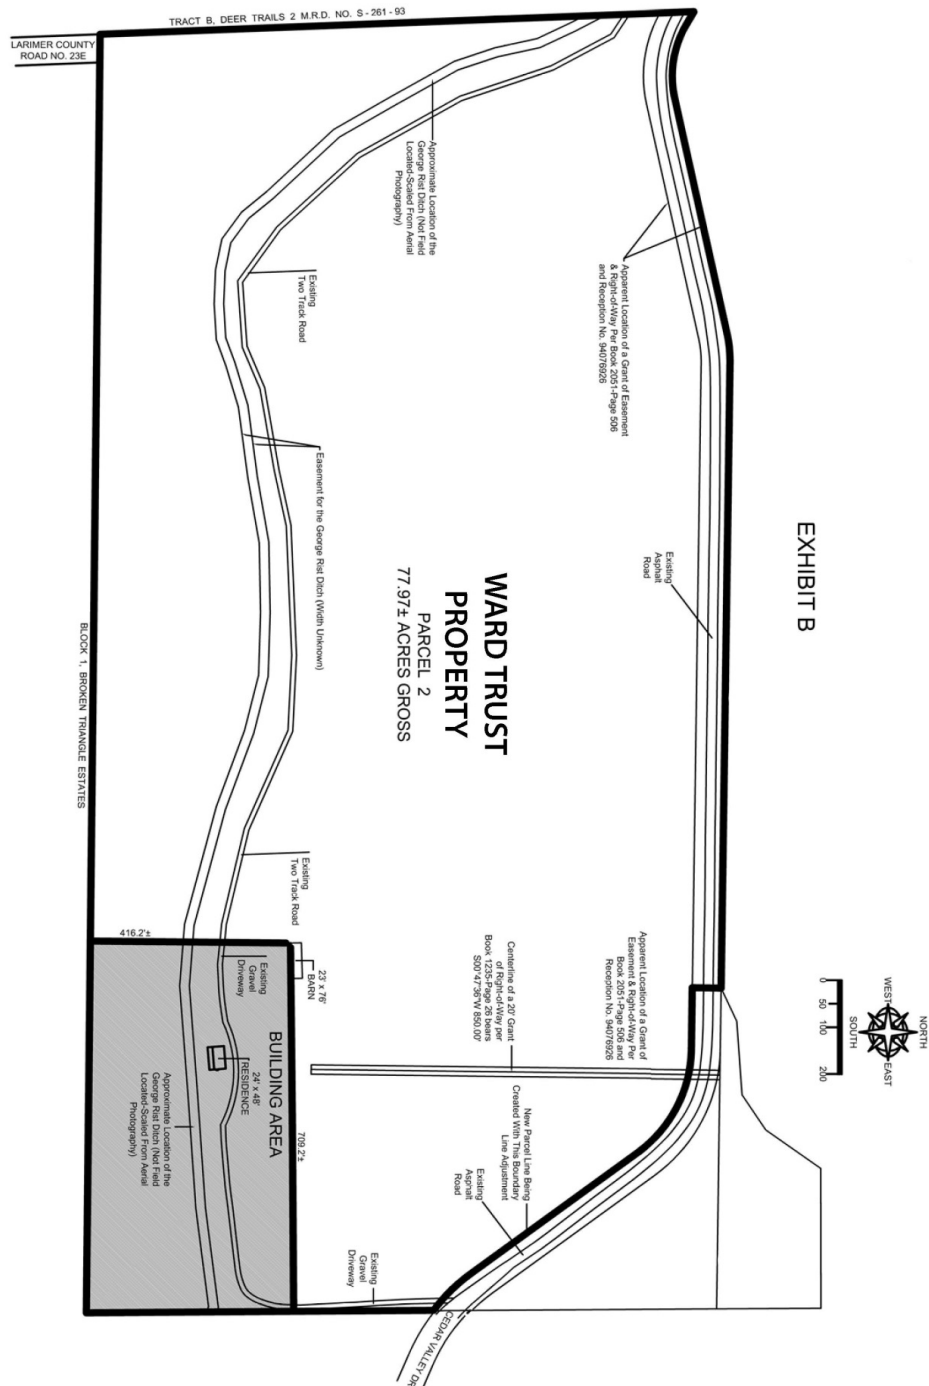 EXHIBIT B
TRACT B, DEER TRAILS 2 M.R.D. NO. S - 261 - 93
LARIMER COUNTY
ROAD NO. 23E
Approximate Location of the
George Rist Ditch (Not Field
Located-Scaled From Aerial
Photography)
Existing
Two Track Road
Apparent Location of a Grant of Easement
& Right-of-Way Per Book 2051-Page 506
and Reception No. 94076926
Easement for the George Rist Ditch (Width Unknown)
Existing
Asphalt
Road
WARD TRUST
PROPERTY
PARCEL 2
77.97± ACRES GROSS
BLOCK 1, BROKEN TRIANGLE ESTATES
Existing
Two Track Road
Apparent Location of a Grant of
Easement & Right-of-Way Per
Book 2051-Page 506 and
Reception No. 94076926
Centerline of a 20' Grant
of Right-of-Way per
Book 1235-Page 26 bears
S00°47'36"W 850.00'
NORTH
WEST
EAST
SOUTH
0
50
100
200
416.2'±
23' x 76'
BARN
Existing
Gravel
Driveway
BUILDING AREA
24' x 48'
RESIDENCE
709.2'±
Approximate Location of the
George Rist Ditch (Not Field
Located-Scaled From Aerial
Photography)
New Parcel Line Being
Created With This Boundary
Line Adjustment
Existing
Asphalt
Road
Existing
Gravel
Driveway
CEDAR VALLEY DR